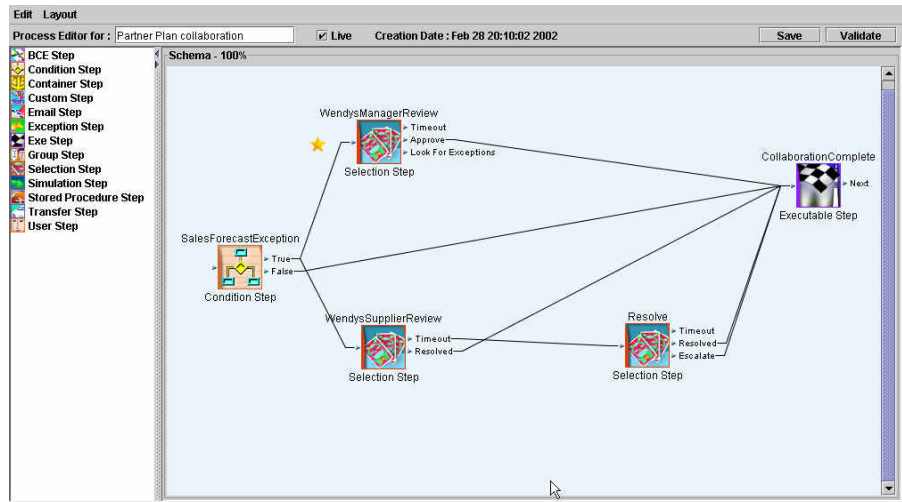 Edit Layout
Process Editor for : Partner Plan collaboration Live Creation Date : Feb 28 20:10:02 2002 Save Validate
BCE Step
Condition Step
Container Step
Custom Step
Email Step
Exception Step
Exe Step
Group Step
Selection Step
Simulation Step
Stored Procedure Step
Transfer Step
User Step
Schema - 100%
WendysManagerReview
Timeout
Approve
Look For Exceptions
Selection Step
CollaborationComplete
Next
Executable Step
SalesForecastException
True
False
Condition Step
WendysSupplierReview
Timeout
Resolved
Selection Step
Resolve
Timeout
Resolved
Escalate
Selection Step